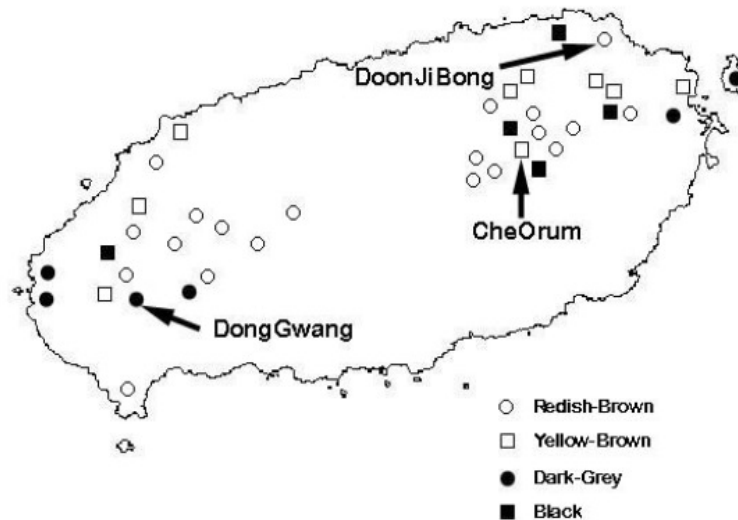 DoonJiBong
CheOrum
DongGwang
Redish-Brown
Yellow-Brown
Dark-Grey
Black